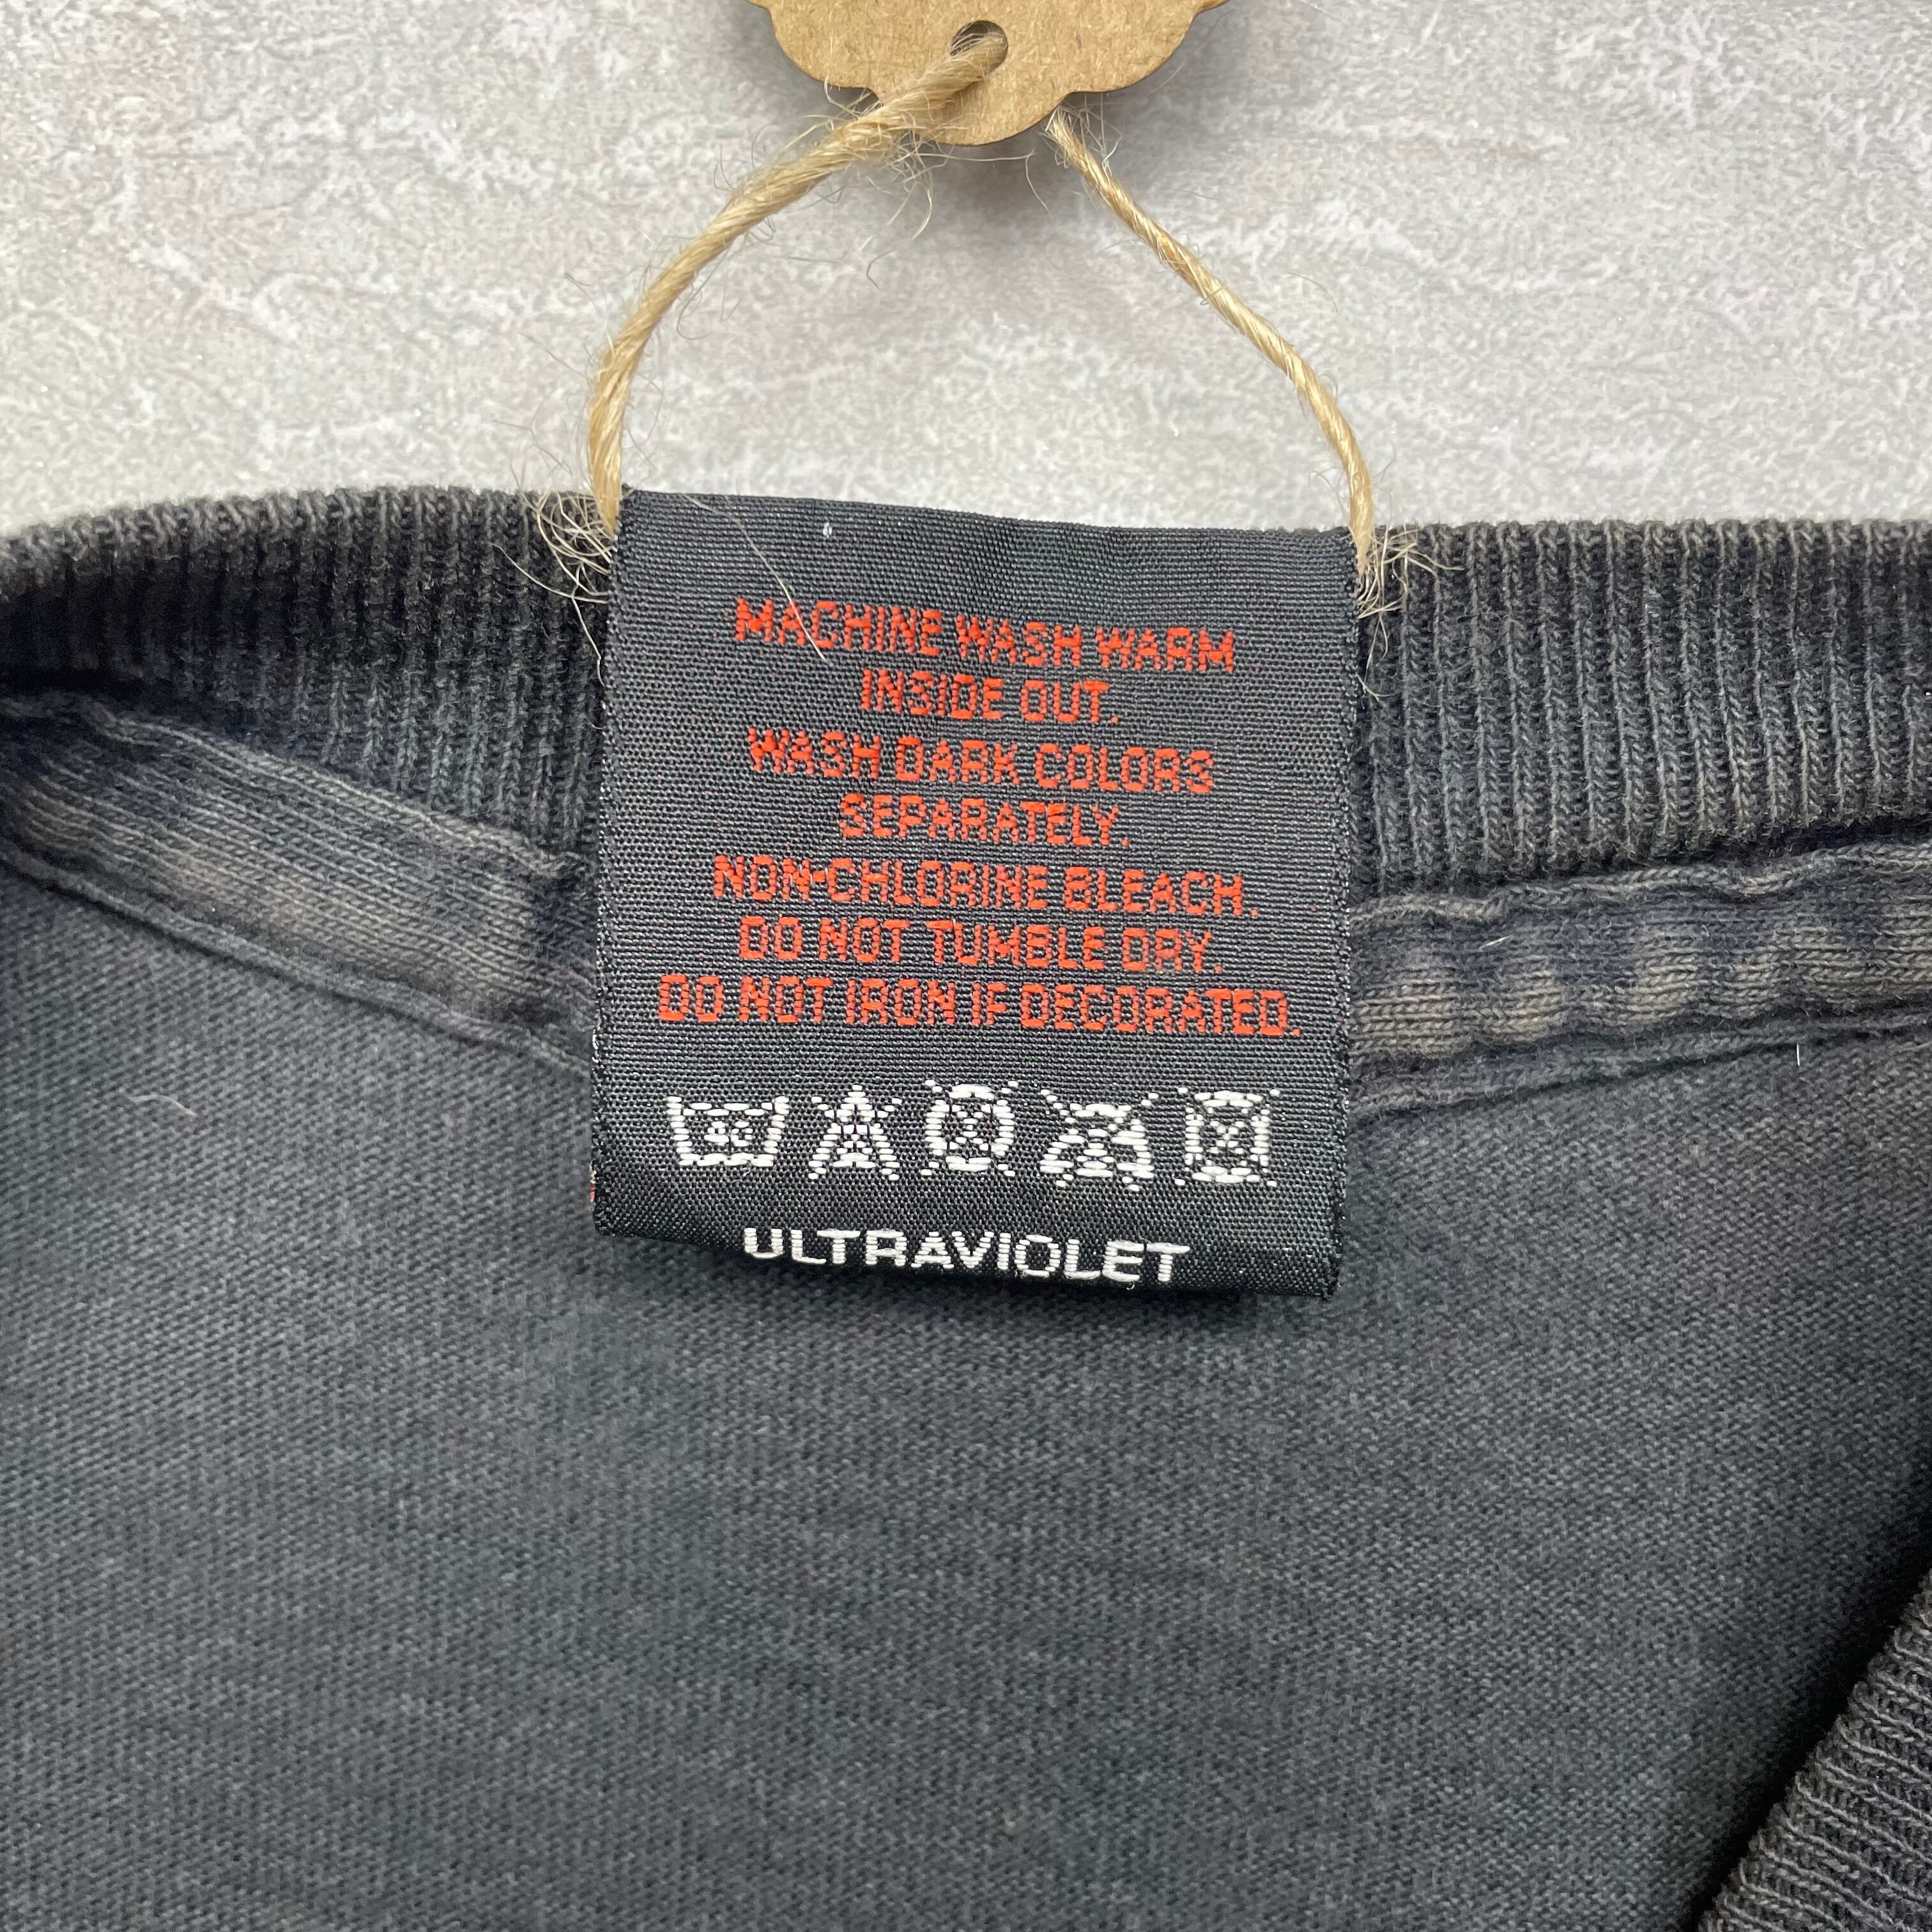 MACHINE WASH WARM
INSIDE OUT.
WASH DARK COLORS
SEPARATELY.
NON-CHLORINE BLEACH.
DO NOT TUMBLE DRY.
DO NOT IRON IF DECORATED.
40
ULTRAVIOLET